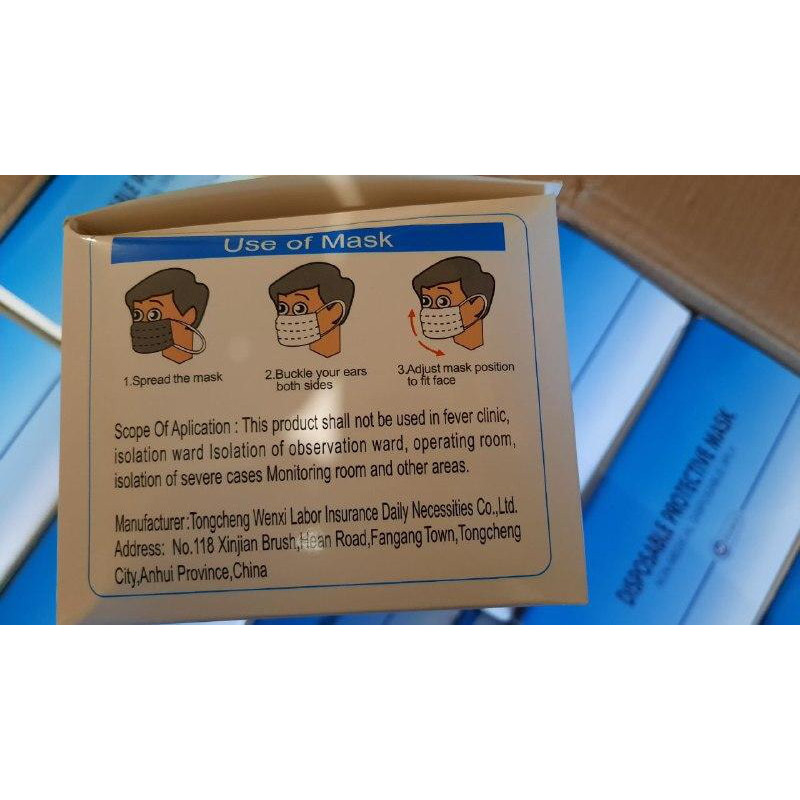 Use of Mask
1.Spread the mask
2.Buckle your ears
both sides
3.Adjust mask position
to fit face
Scope Of Aplication : This product shall not be used in fever clinic,
isolation ward Isolation of observation ward, operating room,
isolation of severe cases Monitoring room and other areas.
Manufacturer:Tongcheng Wenxi Labor Insurance Daily Necessities Co.,Ltd.
Address: No.118 Xinjian Brush,Hean Road,Fangang Town,Tongcheng
City,Anhui Province,China
DISPOSABLE PROTECTIVE MASK